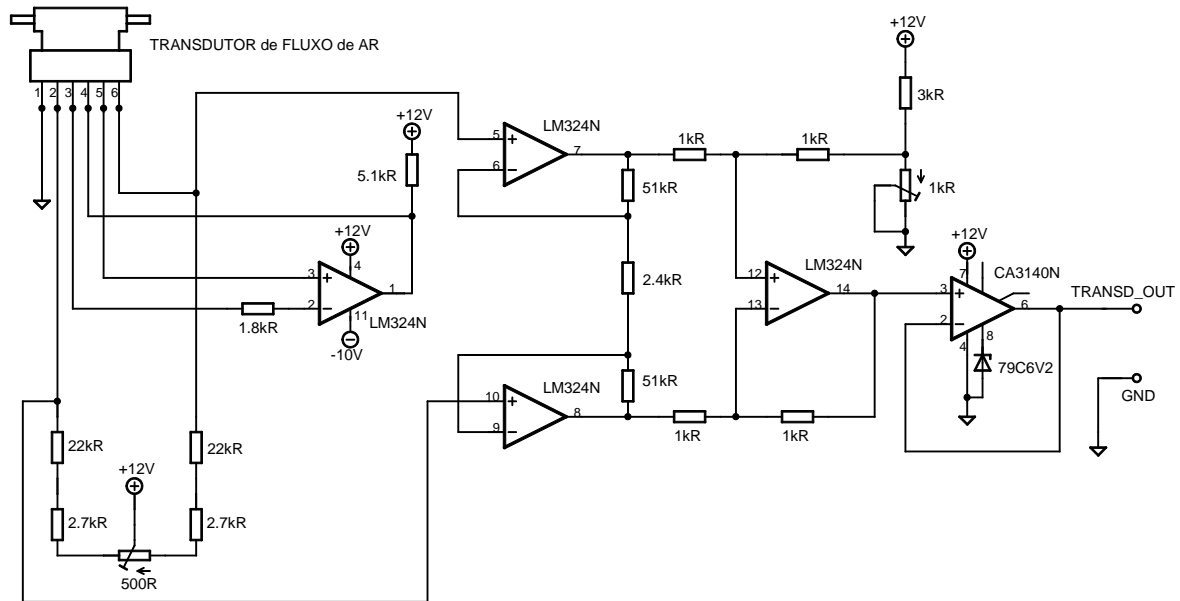 TRANSDUTOR de FLUXO de AR
1 2 3 4 5 6
+12V
3kR
1kR
1kR
1kR
+12V
5.1kR
5
6
7
LM324N
51kR
2.4kR
51kR
+12V
3
4
2
1
11
LM324N
-10V
1.8kR
12
13
14
LM324N
+12V
7
3
2
6
4
8
CA3140N
79C6V2
TRANSD_OUT
GND
10
9
8
LM324N
1kR
1kR
22kR
22kR
+12V
2.7kR
2.7kR
500R